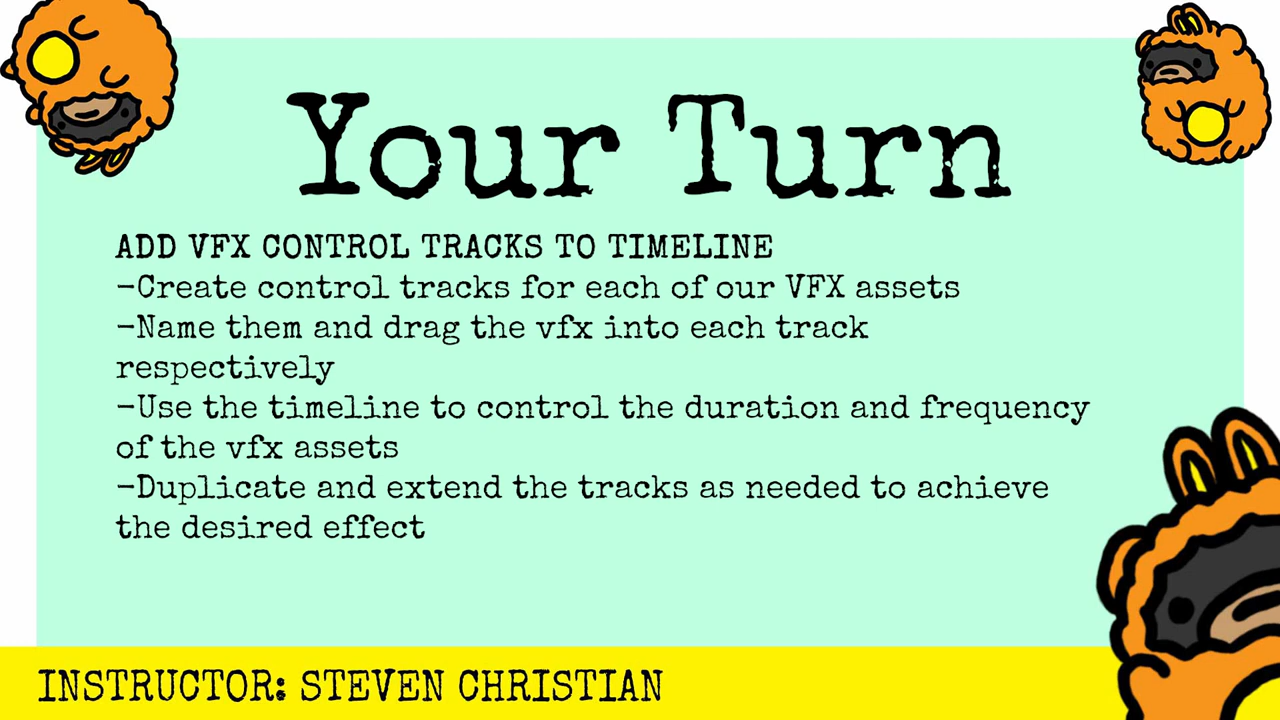 Your Turn
ADD VFX CONTROL TRACKS TO TIMELINE
-Create control tracks for each of our VFX assets
-Name them and drag the vfx into each track
respectively
-Use the timeline to control the duration and frequency
of the vfx assets
-Duplicate and extend the tracks as needed to achieve
the desired effect
INSTRUCTOR: STEVEN CHRISTIAN